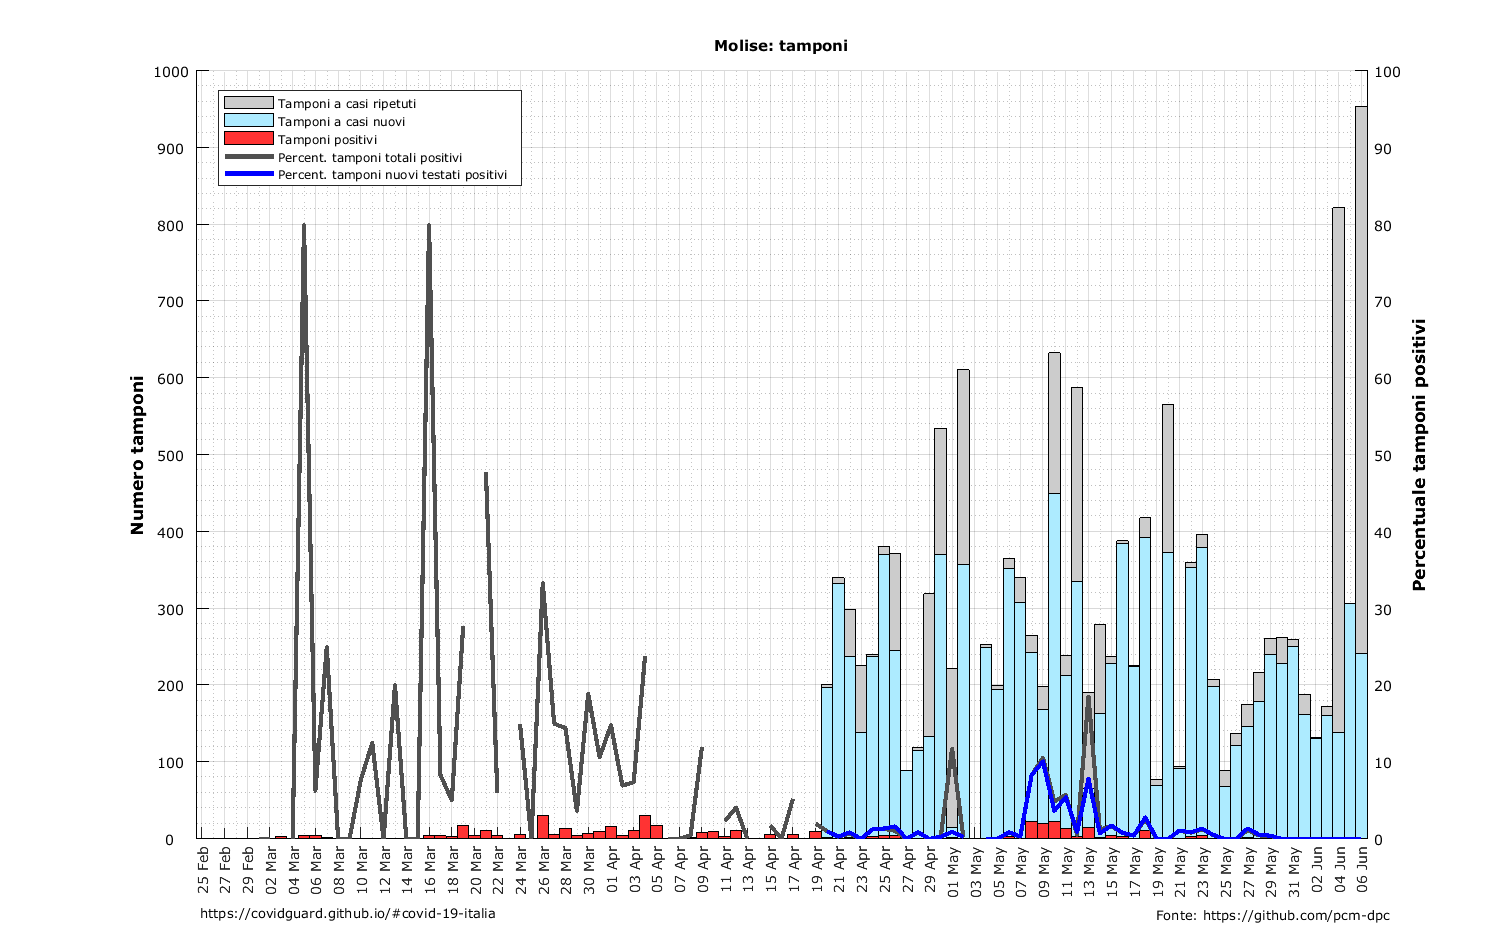 Molise: tamponi
Tamponi a casi ripetuti
Tamponi a casi nuovi
Tamponi positivi
Percent. tamponi totali positivi
Percent. tamponi nuovi testati positivi
Numero tamponi
1000
900
800
700
600
500
400
300
200
100
0
100
90
80
70
60
50
40
30
20
10
0
Percentuale tamponi positivi
25 Feb
27 Feb
29 Feb
02 Mar
04 Mar
06 Mar
08 Mar
10 Mar
12 Mar
14 Mar
16 Mar
18 Mar
20 Mar
22 Mar
24 Mar
26 Mar
28 Mar
30 Mar
01 Apr
03 Apr
05 Apr
07 Apr
09 Apr
11 Apr
13 Apr
15 Apr
17 Apr
19 Apr
21 Apr
23 Apr
25 Apr
27 Apr
29 Apr
01 May
03 May
05 May
07 May
09 May
11 May
13 May
15 May
17 May
19 May
21 May
23 May
25 May
27 May
29 May
31 May
02 Jun
04 Jun
06 Jun
https://covidguard.github.io/#covid-19-italia
Fonte: https://github.com/pcm-dpc